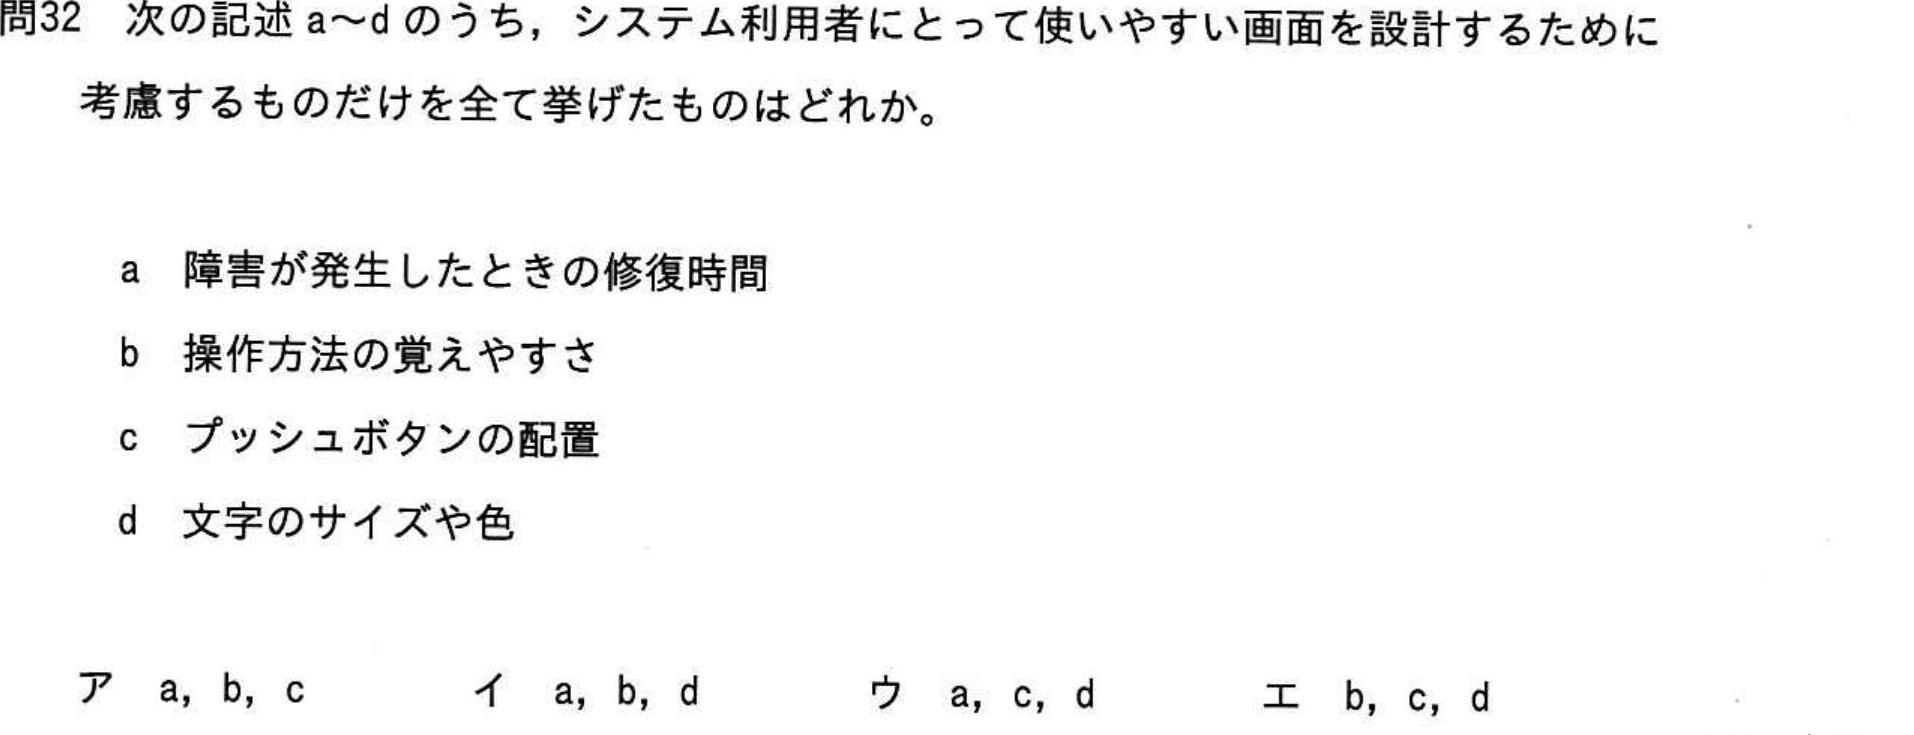 問32 次の記述 a～d のうち，システム利用者にとって使いやすい画面を設計するために
考慮するものだけを全て挙げたものはどれか。
a 障害が発生したときの修復時間
b 操作方法の覚えやすさ
c プッシュボタンの配置
d 文字のサイズや色
ア a, b, c イ a, b, d ウ a, c, d エ b, c, d